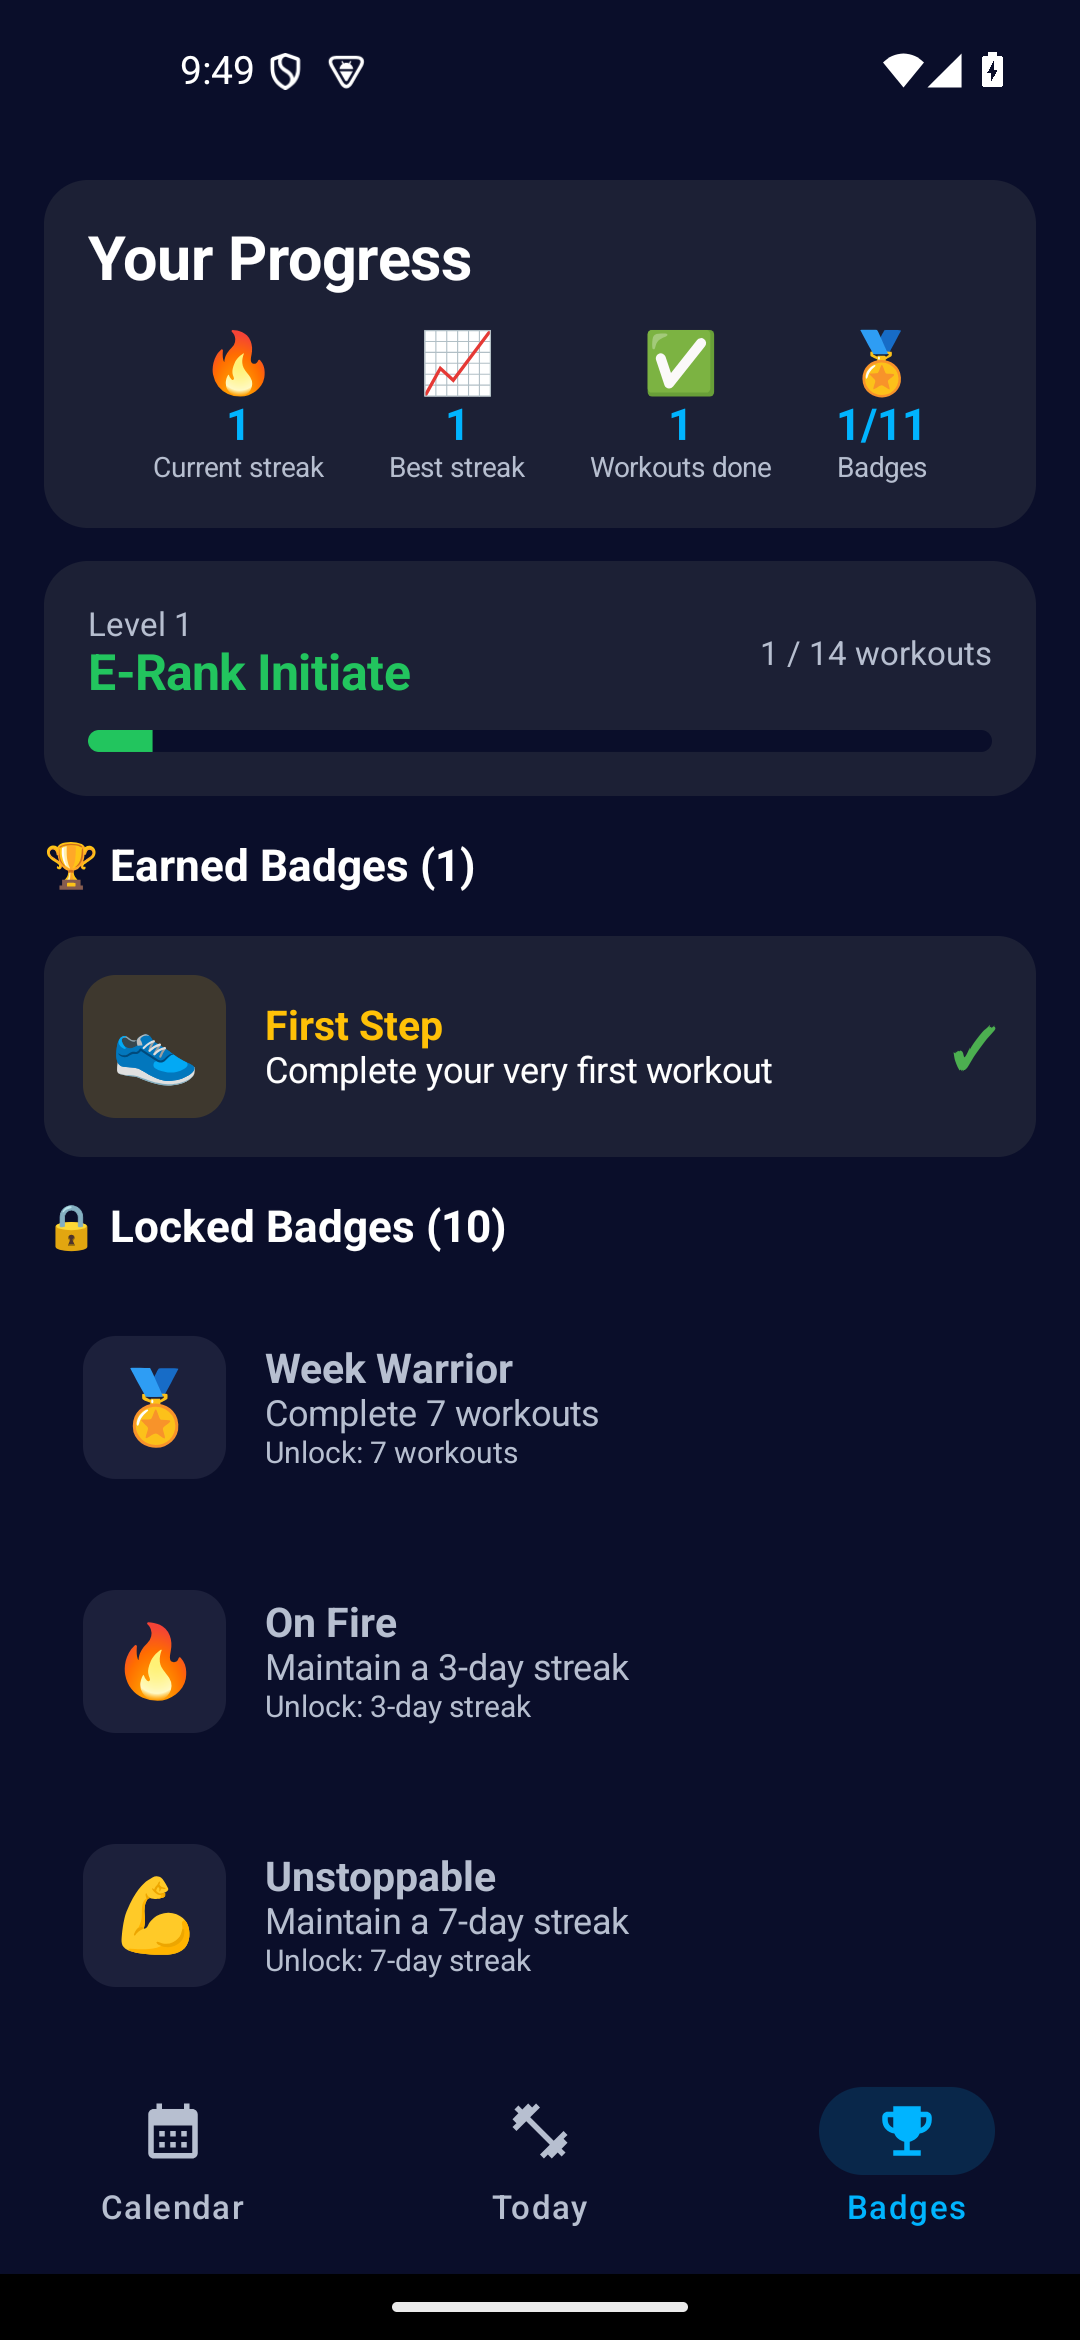 9:49
Your Progress
1
Current streak
1
Best streak
1
Workouts done
1/11
Badges
Level 1
E-Rank Initiate
1 / 14 workouts
Earned Badges (1)
First Step
Complete your very first workout
Locked Badges (10)
Week Warrior
Complete 7 workouts
Unlock: 7 workouts
On Fire
Maintain a 3-day streak
Unlock: 3-day streak
Unstoppable
Maintain a 7-day streak
Unlock: 7-day streak
Calendar
Today
Badges